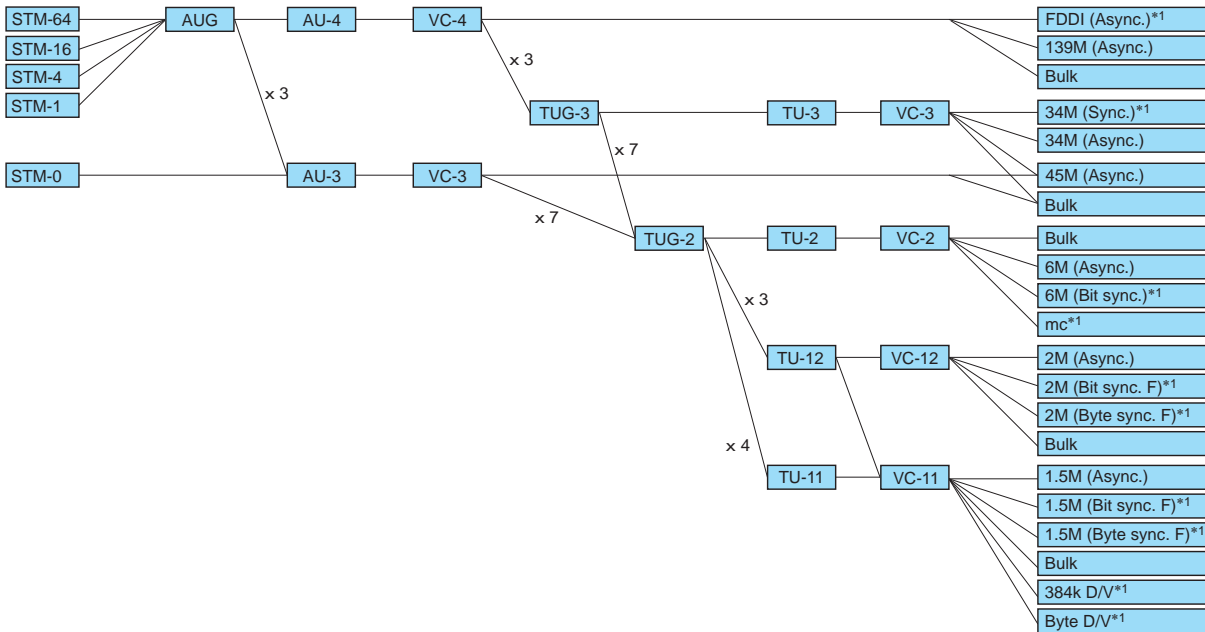 STM-64 AUG AU-4 VC-4 FDDI (Async.)*1
STM-16 139M (Async.)
x 3
STM-4 Bulk
x 3
STM-1 TUG-3 TU-3 VC-3 34M (Sync.)*1
34M (Async.)
x 7
STM-0 AU-3 VC-3 45M (Async.)
Bulk
x 7
TUG-2 TU-2 VC-2 Bulk
6M (Async.)
x 3 6M (Bit sync.)*1
mc*1
TU-12 VC-12 2M (Async.)
2M (Bit sync. F)*1
2M (Byte sync. F)*1
x 4 Bulk
TU-11 VC-11 1.5M (Async.)
1.5M (Bit sync. F)*1
1.5M (Byte sync. F)*1
Bulk
384k D/V*1
Byte D/V*1